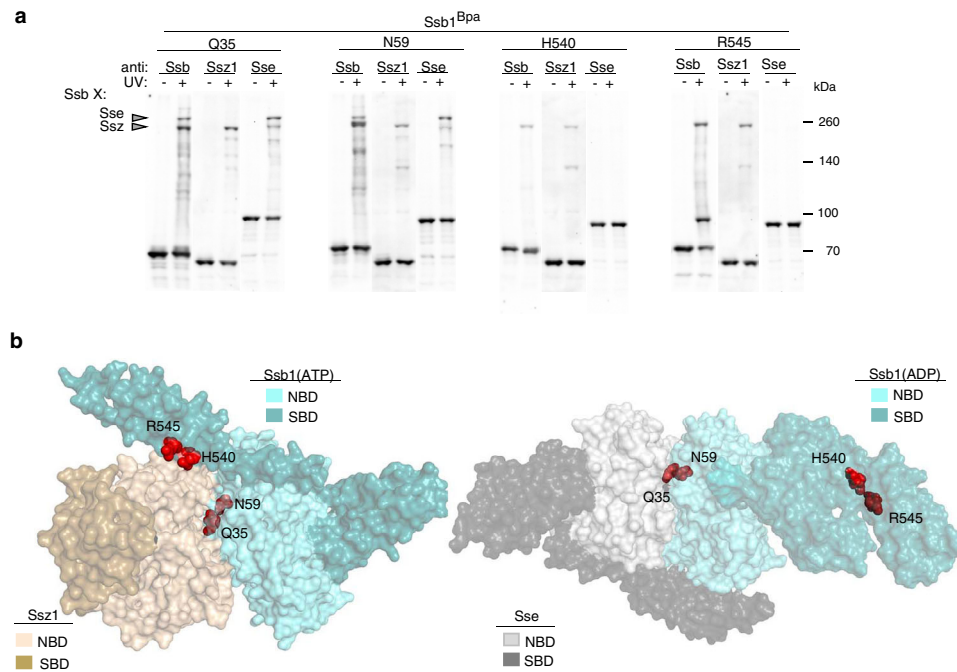 a
Ssb1Bpa
Q35 N59 H540 R545
anti: Ssb Ssz1 Sse Ssb Ssz1 Sse Ssb Ssz1 Sse Ssb Ssz1 Sse
UV: - + - + - + - + - + - + - + - + - + - + - + - +
Ssb X: kDa
Sse
Ssz
260
140
100
70
b
Ssb1(ATP)
NBD
SBD
R545
H540
N59
Q35
Ssz1
NBD
SBD
Ssb1(ADP)
NBD
SBD
N59
Q35
H540
R545
Sse
NBD
SBD